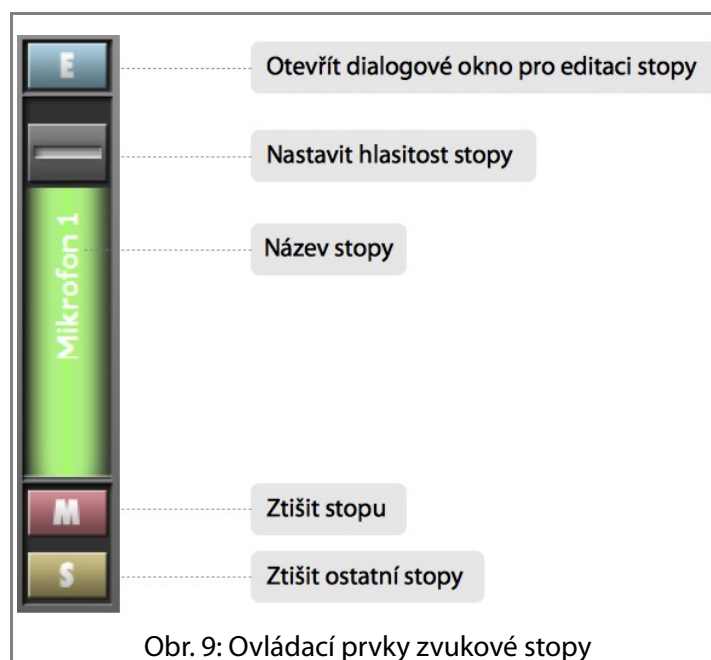 E
Otevřít dialogové okno pro editaci stopy
Nastavit hlasitost stopy
Mikrofon 1
Název stopy
M
Ztišit stopu
S
Ztišit ostatní stopy
Obr. 9: Ovládací prvky zvukové stopy